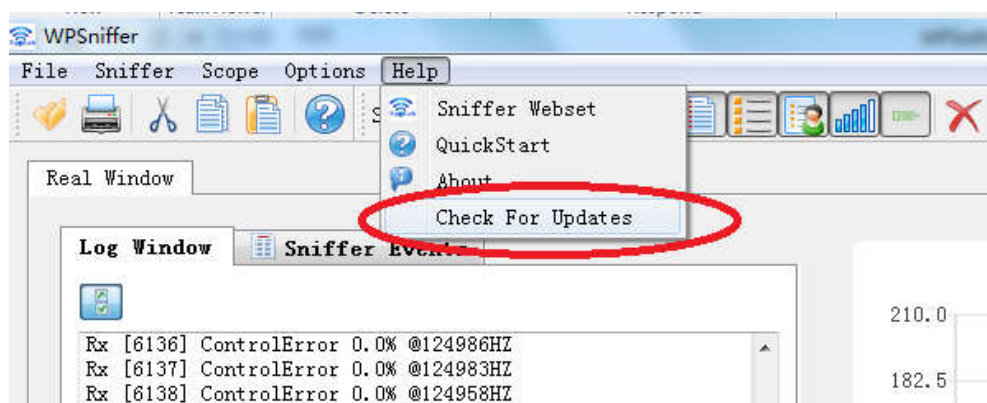 WPSniffer
File Sniffer Scope Options Help
Sniffer Webset
QuickStart
About
Check For Updates
Real Window
Log Window Sniffer Events
Rx [6136] ControlError 0.0% @124986HZ
Rx [6137] ControlError 0.0% @124983HZ
Rx [6138] ControlError 0.0% @124958HZ
210.0
182.5